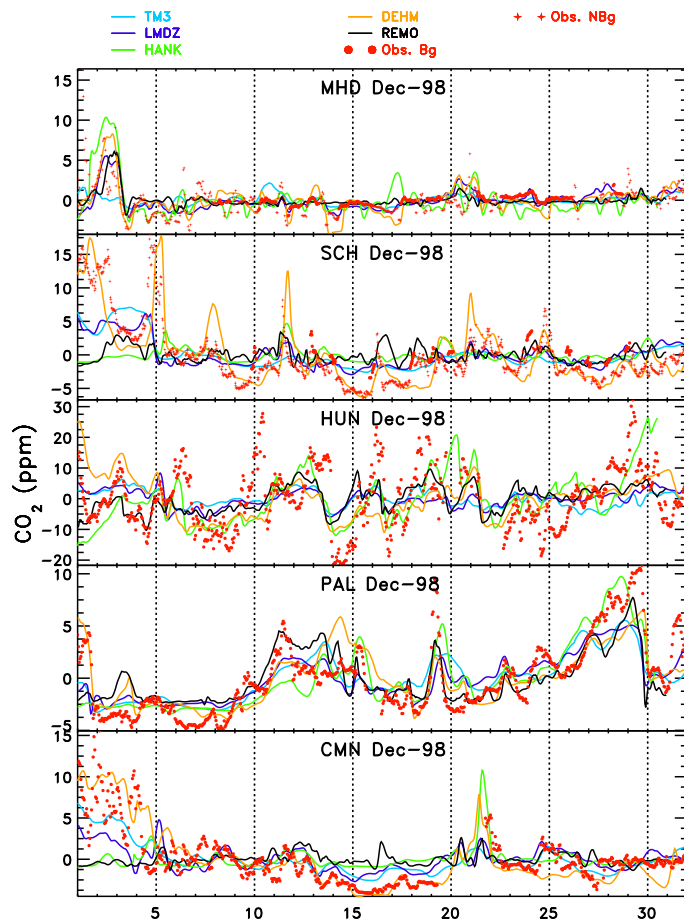 TM3 DEHM + + Obs. NBg
LMDZ REMO
HANK ● ● Obs. Bg
CO2 (ppm)
MHD Dec-98
15
10
5
0
SCH Dec-98
15
10
5
0
-5
HUN Dec-98
30
20
10
0
-10
-20
PAL Dec-98
10
5
0
-5
CMN Dec-98
15
10
5
0
5 10 15 20 25 30